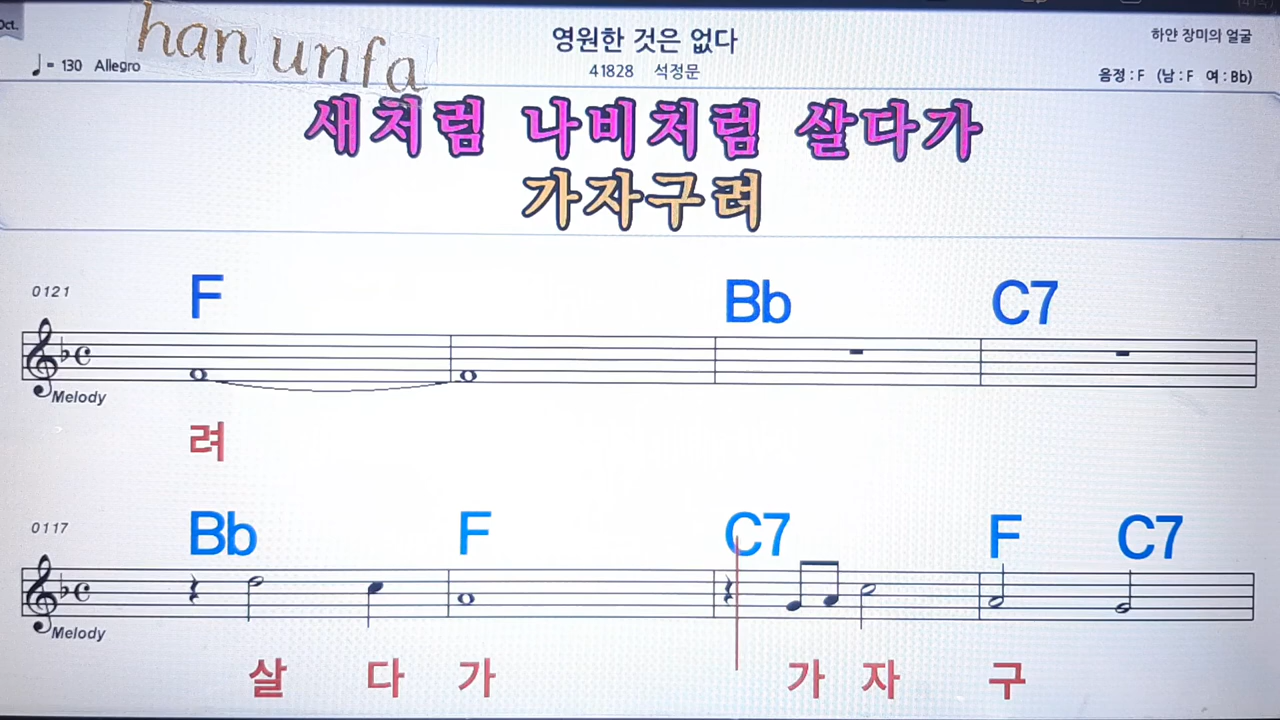 Oct.
han unfa
영원한 것은 없다
하얀 장미의 얼굴
♩= 130 Allegro
41828 석정문
음정 : F (남 : F 여 : Bb)
새처럼 나비처럼 살다가
가자구려
0121
F Bb C7
Melody
려
0117
Bb F C7 F C7
Melody
살 다 가 가 자 구